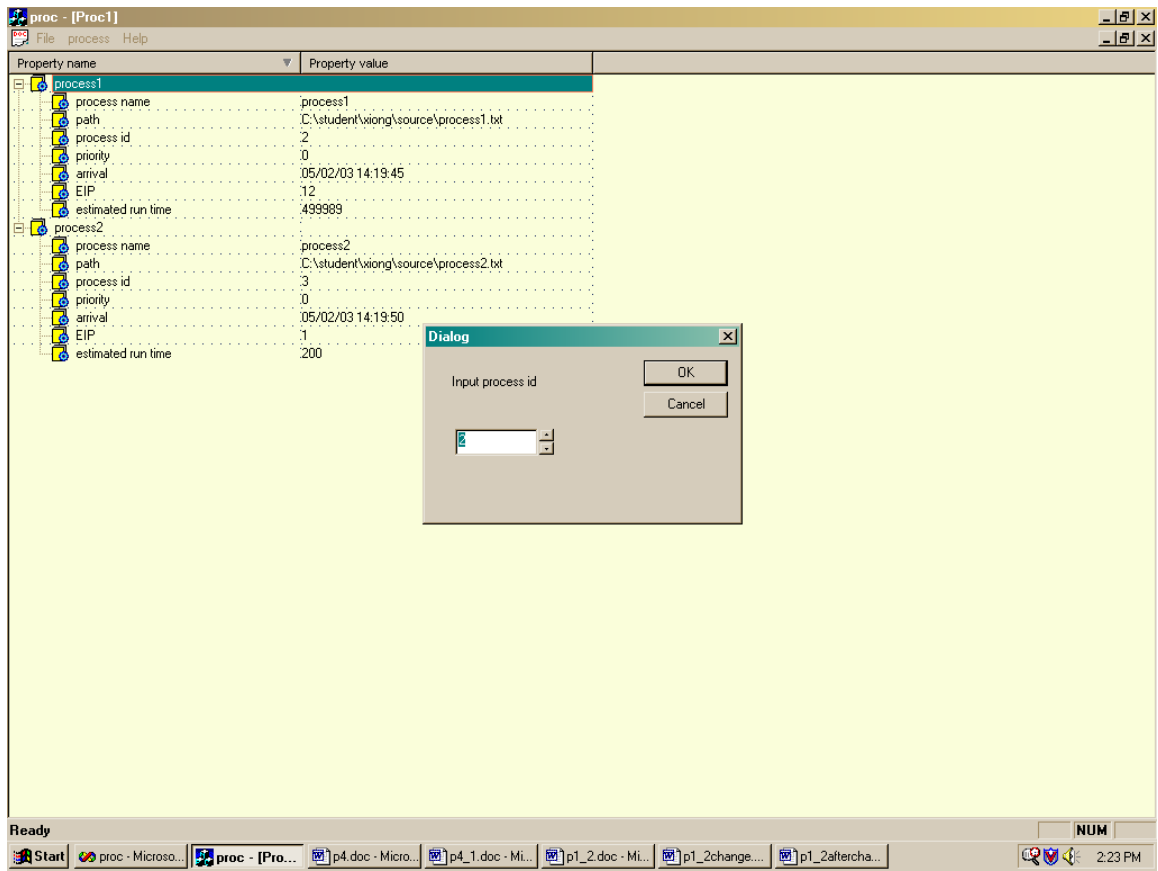 proc - [Proc1]
File process Help
Property name Property value
process1
process name process1
path C:\student\xiong\source\process1.txt
process id 2
priority 0
arrival 05/02/03 14:19:45
EIP 12
estimated run time 499989
process2
process name process2
path C:\student\xiong\source\process2.txt
process id 3
priority 0
arrival 05/02/03 14:19:50
EIP 1
estimated run time 200
Dialog
Input process id
OK
Cancel
2
Ready NUM
Start proc - Microso... proc - [Pro... p4.doc - Micro... p4_1.doc - Mi... p1_2.doc - Mi... p1_2change.... p1_2aftercha... 2:23 PM